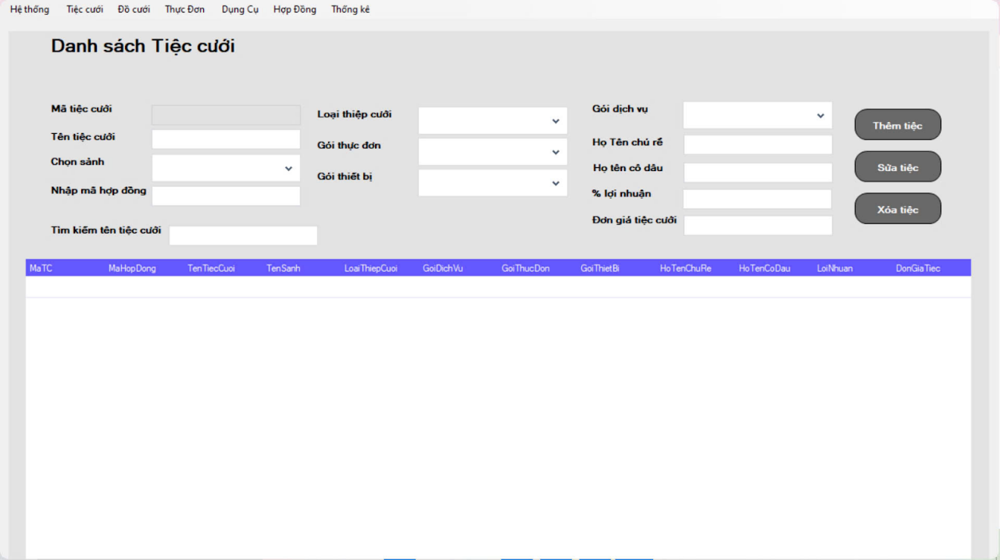 Hệ thống Tiệc cưới Đồ cưới Thực Đơn Dụng Cụ Hợp Đồng Thống kê
Danh sách Tiệc cưới
Mã tiệc cưới
Tên tiệc cưới
Chọn sảnh
Nhập mã hợp đồng
Loại thiệp cưới
Gói thực đơn
Gói thiết bị
Gói dịch vụ
Họ Tên chú rể
Họ tên cô dâu
% lợi nhuận
Đơn giá tiệc cưới
Thêm tiệc
Sửa tiệc
Xóa tiệc
Tìm kiếm tên tiệc cưới
MaTC MaHopDong TenTiecCuoi TenSanh LoaiThiepCuoi GoiDichVu GoiThucDon GoiThietBi HoTenChuRe HoTenCoDau LoiNhuan DonGiaTiec